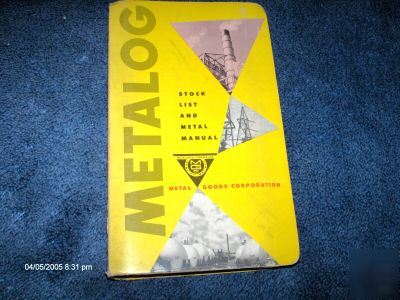 METALOG
STOCK
LIST
AND
METAL
MANUAL
METAL GOODS CORPORATION
04/05/2005 8:31 pm